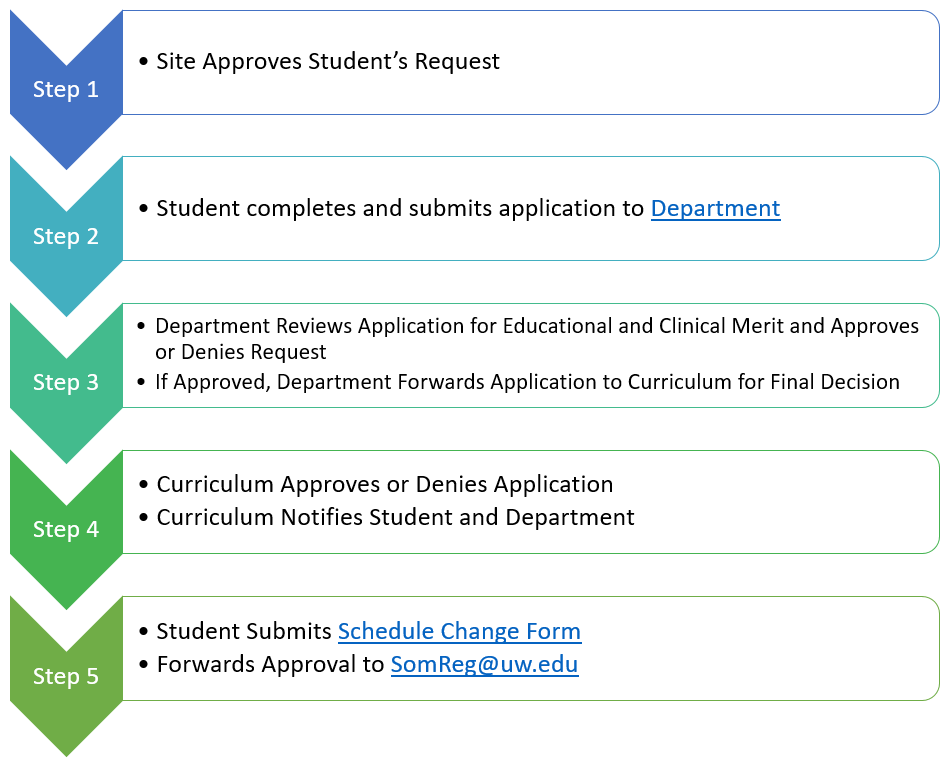 Step 1
• Site Approves Student’s Request
Step 2
• Student completes and submits application to Department
Step 3
• Department Reviews Application for Educational and Clinical Merit and Approves
or Denies Request
• If Approved, Department Forwards Application to Curriculum for Final Decision
Step 4
• Curriculum Approves or Denies Application
• Curriculum Notifies Student and Department
Step 5
• Student Submits Schedule Change Form
• Forwards Approval to SomReg@uw.edu